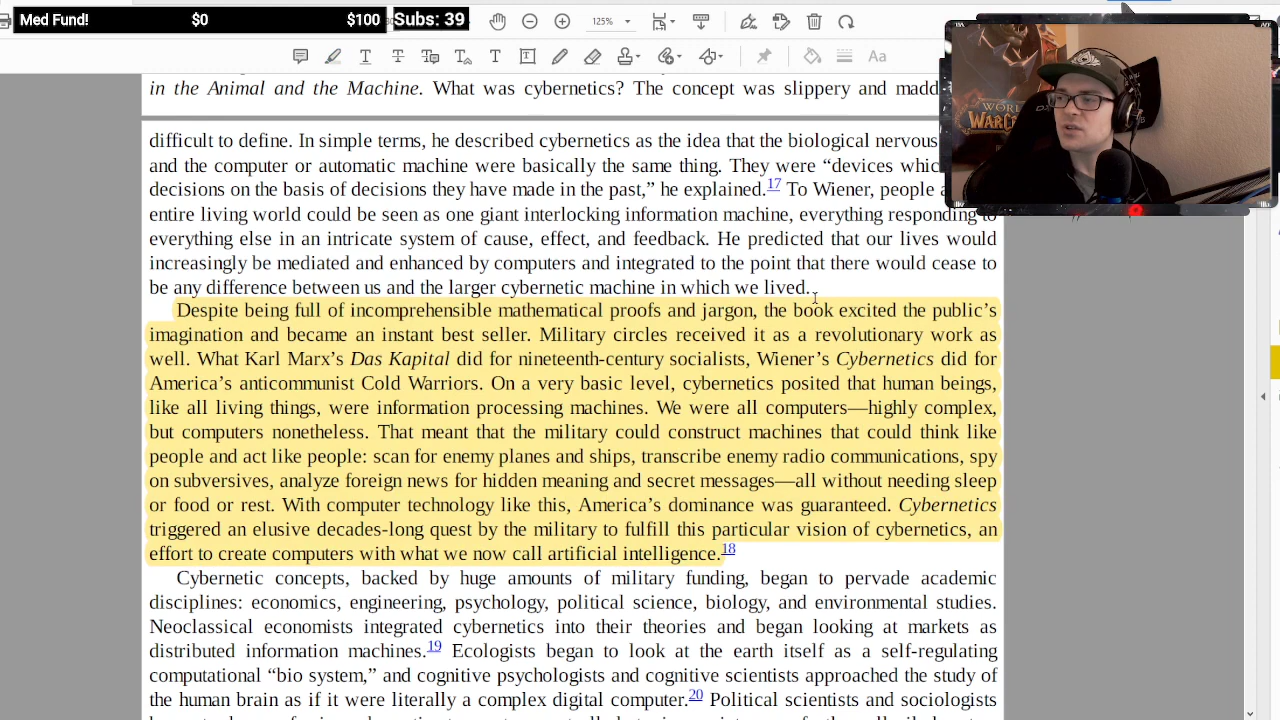 Med Fund! $0 $100 Subs: 39 125%
in the Animal and the Machine. What was cybernetics? The concept was slippery and madd
difficult to define. In simple terms, he described cybernetics as the idea that the biological nervous
and the computer or automatic machine were basically the same thing. They were “devices whic
decisions on the basis of decisions they have made in the past,” he explained.17 To Wiener, people a
entire living world could be seen as one giant interlocking information machine, everything responding to
everything else in an intricate system of cause, effect, and feedback. He predicted that our lives would
increasingly be mediated and enhanced by computers and integrated to the point that there would cease to
be any difference between us and the larger cybernetic machine in which we lived.
Despite being full of incomprehensible mathematical proofs and jargon, the book excited the public’s
imagination and became an instant best seller. Military circles received it as a revolutionary work as
well. What Karl Marx’s Das Kapital did for nineteenth-century socialists, Wiener’s Cybernetics did for
America’s anticommunist Cold Warriors. On a very basic level, cybernetics posited that human beings,
like all living things, were information processing machines. We were all computers—highly complex,
but computers nonetheless. That meant that the military could construct machines that could think like
people and act like people: scan for enemy planes and ships, transcribe enemy radio communications, spy
on subversives, analyze foreign news for hidden meaning and secret messages—all without needing sleep
or food or rest. With computer technology like this, America’s dominance was guaranteed. Cybernetics
triggered an elusive decades-long quest by the military to fulfill this particular vision of cybernetics, an
effort to create computers with what we now call artificial intelligence.18
Cybernetic concepts, backed by huge amounts of military funding, began to pervade academic
disciplines: economics, engineering, psychology, political science, biology, and environmental studies.
Neoclassical economists integrated cybernetics into their theories and began looking at markets as
distributed information machines.19 Ecologists began to look at the earth itself as a self-regulating
computational “bio system,” and cognitive psychologists and cognitive scientists approached the study of
the human brain as if it were literally a complex digital computer.20 Political scientists and sociologists